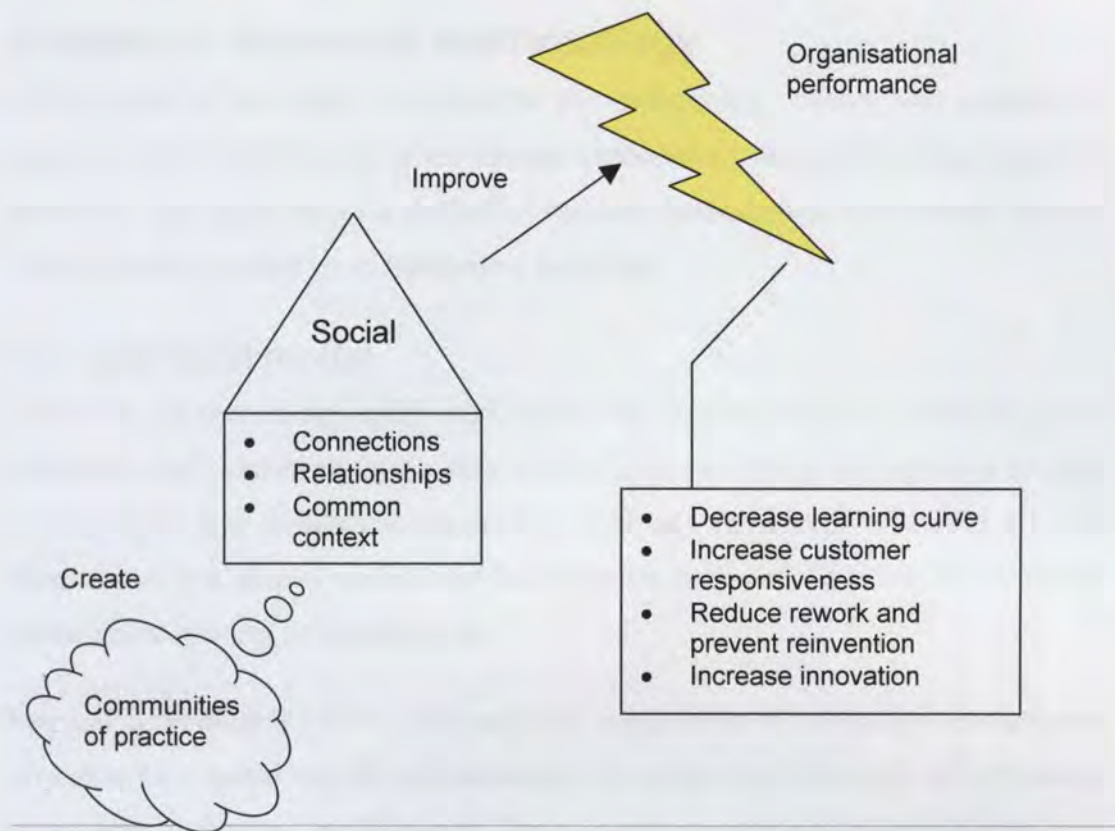 Organisational
performance
Improve
Social
• Connections
• Relationships
• Common
context
• Decrease learning curve
• Increase customer
responsiveness
• Reduce rework and
prevent reinvention
• Increase innovation
Create
Communities
of practice